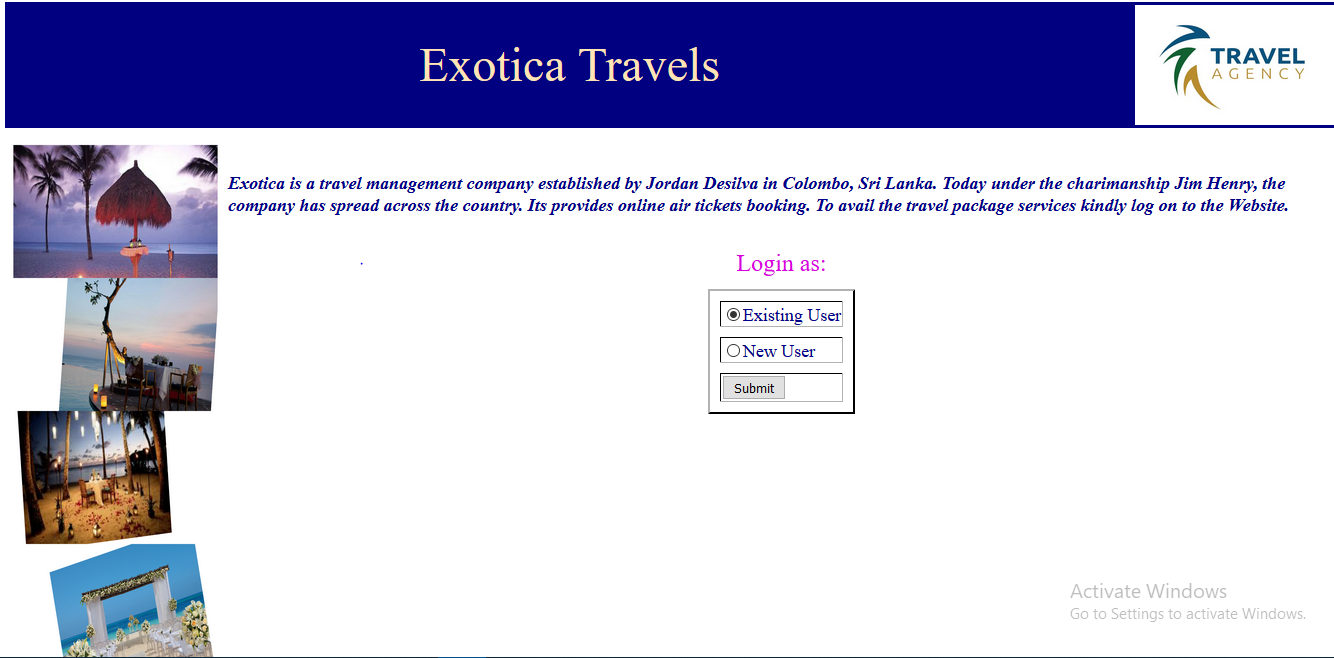 Exotica Travels
TRAVEL
AGENCY
Exotica is a travel management company established by Jordan Desilva in Colombo, Sri Lanka. Today under the charimanship Jim Henry, the
company has spread across the country. Its provides online air tickets booking. To avail the travel package services kindly log on to the Website.
.
Login as:
Existing User
New User
Submit
Activate Windows
Go to Settings to activate Windows.